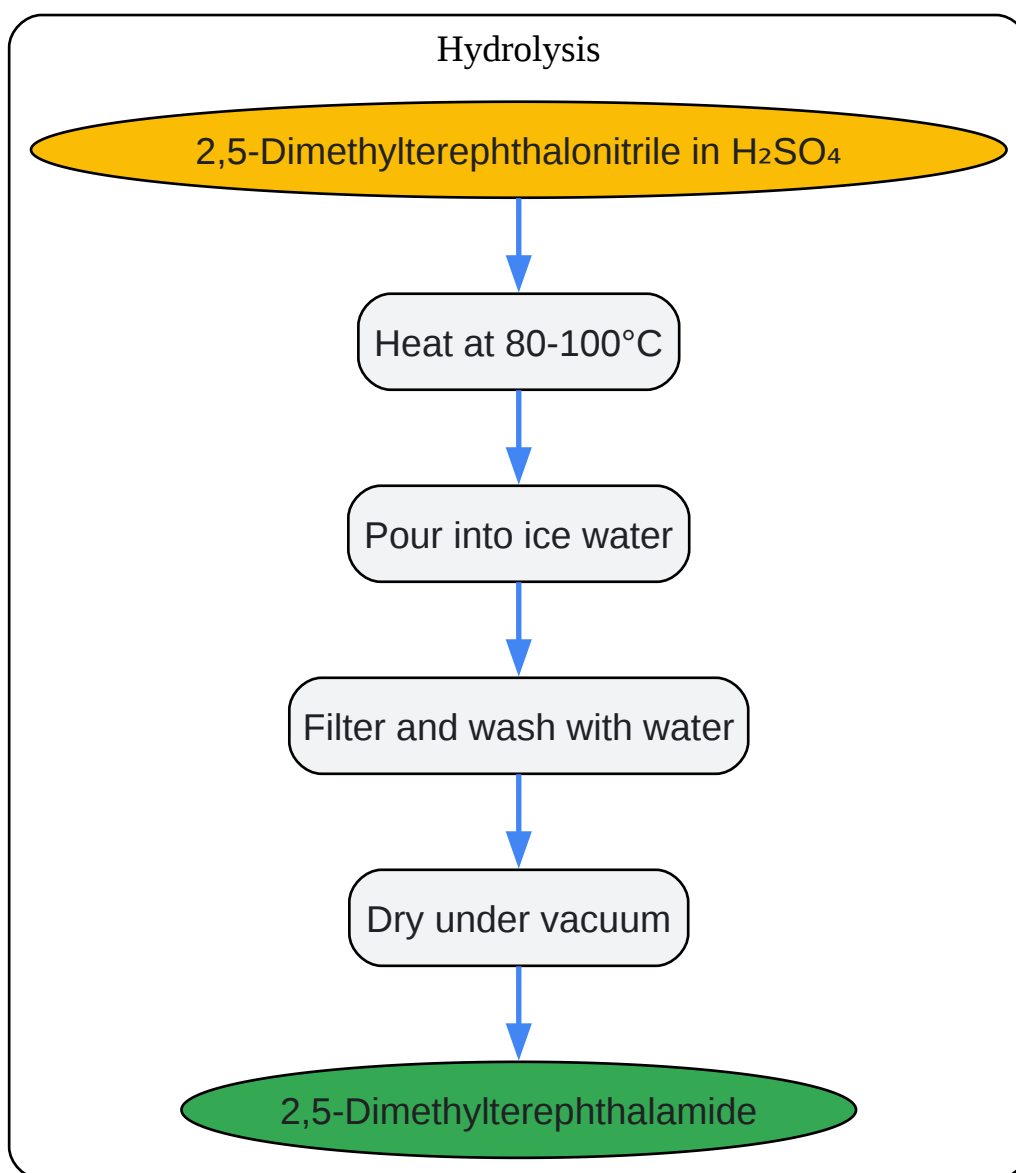 Hydrolysis
2,5-Dimethylterephthalonitrile in H₂SO₄
Heat at 80-100°C
Pour into ice water
Filter and wash with water
Dry under vacuum
2,5-Dimethylterephthalamide